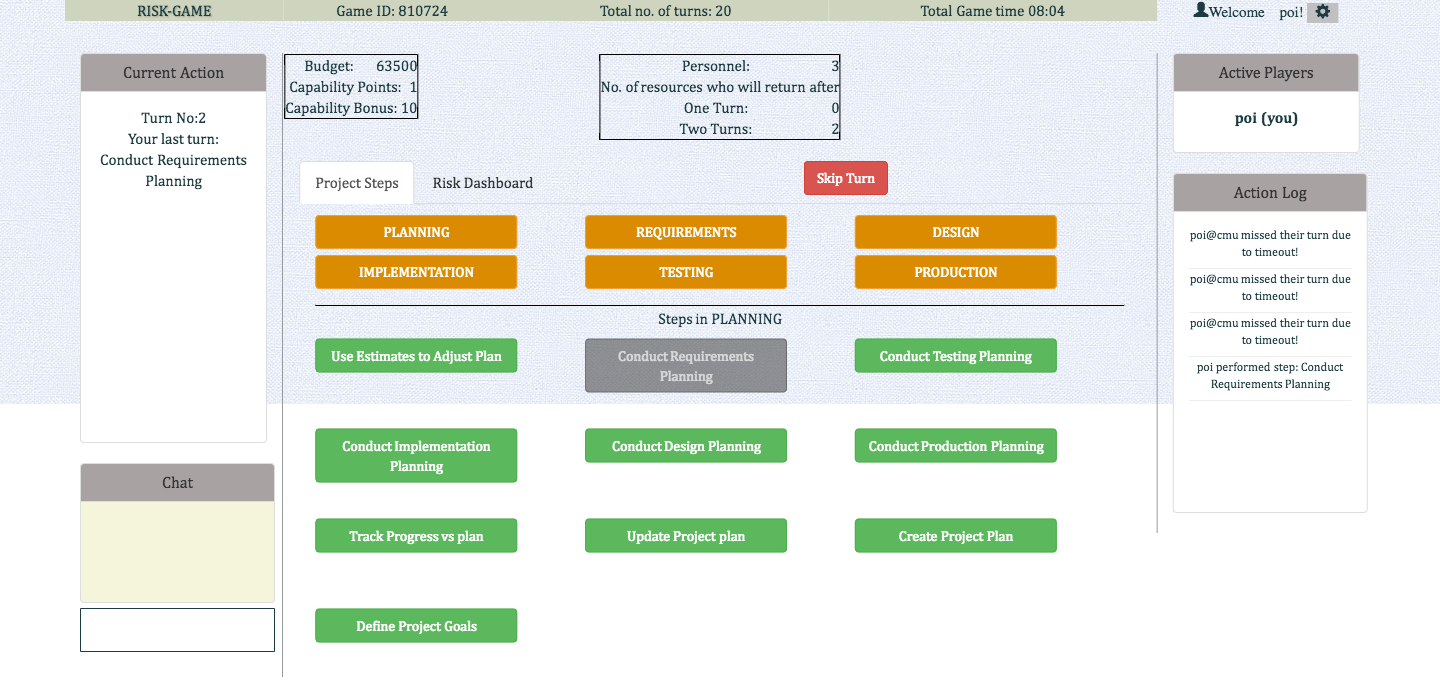 RISK-GAME
Game ID: 810724
Total no. of turns: 20
Total Game time 08:04
Welcome poi!
Current Action
Turn No:2
Your last turn:
Conduct Requirements
Planning
Chat
Budget: 63500
Capability Points: 1
Capability Bonus: 10
Personnel: 3
No. of resources who will return after
One Turn: 0
Two Turns: 2
Project Steps
Risk Dashboard
Skip Turn
PLANNING
REQUIREMENTS
DESIGN
IMPLEMENTATION
TESTING
PRODUCTION
Steps in PLANNING
Use Estimates to Adjust Plan
Conduct Requirements
Planning
Conduct Testing Planning
Conduct Implementation
Planning
Conduct Design Planning
Conduct Production Planning
Track Progress vs plan
Update Project plan
Create Project Plan
Define Project Goals
Active Players
poi (you)
Action Log
poi@cmu missed their turn due
to timeout!
poi@cmu missed their turn due
to timeout!
poi@cmu missed their turn due
to timeout!
poi performed step: Conduct
Requirements Planning